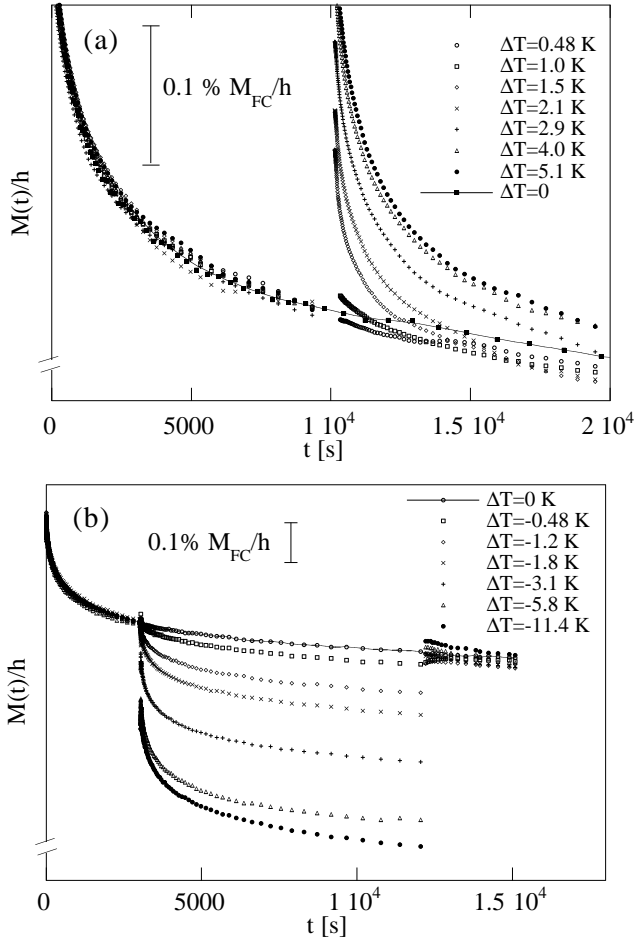 (a)
0.1 % M_FC/h
ΔT=0.48 K
ΔT=1.0 K
ΔT=1.5 K
ΔT=2.1 K
ΔT=2.9 K
ΔT=4.0 K
ΔT=5.1 K
ΔT=0
M(t)/h
0 5000 1 10^4 1.5 10^4 2 10^4
t [s]
(b)
0.1% M_FC/h
ΔT=0 K
ΔT=-0.48 K
ΔT=-1.2 K
ΔT=-1.8 K
ΔT=-3.1 K
ΔT=-5.8 K
ΔT=-11.4 K
M(t)/h
0 5000 1 10^4 1.5 10^4
t [s]